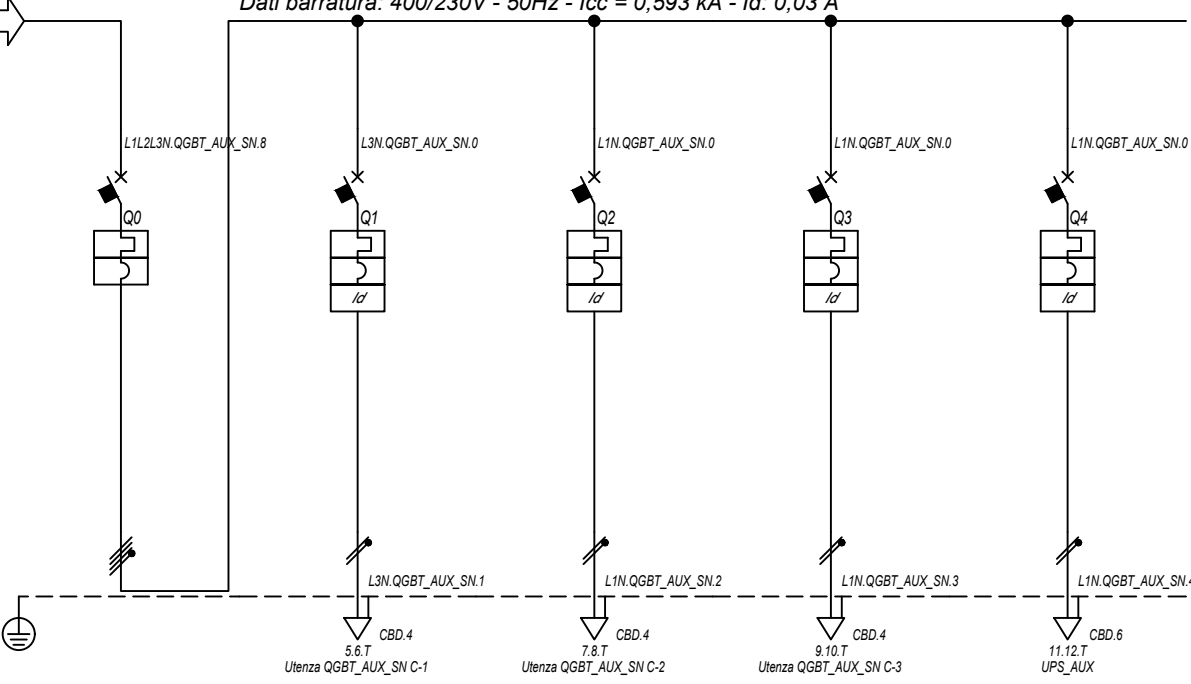 Dati barratura: 400/230V - 50Hz - Icc = 0,593 kA - Id: 0,03 A
L1L2L3N.QGBT_AUX_SN.8
L3N.QGBT_AUX_SN.0
L1N.QGBT_AUX_SN.0
L1N.QGBT_AUX_SN.0
L1N.QGBT_AUX_SN.0
Q0
Q1
Q2
Q3
Q4
Id
Id
Id
Id
L3N.QGBT_AUX_SN.1
L1N.QGBT_AUX_SN.2
L1N.QGBT_AUX_SN.3
L1N.QGBT_AUX_SN.4
CBD.4
CBD.4
CBD.4
CBD.6
5.6.T
7.8.T
9.10.T
11.12.T
Utenza QGBT_AUX_SN C-1
Utenza QGBT_AUX_SN C-2
Utenza QGBT_AUX_SN C-3
UPS_AUX